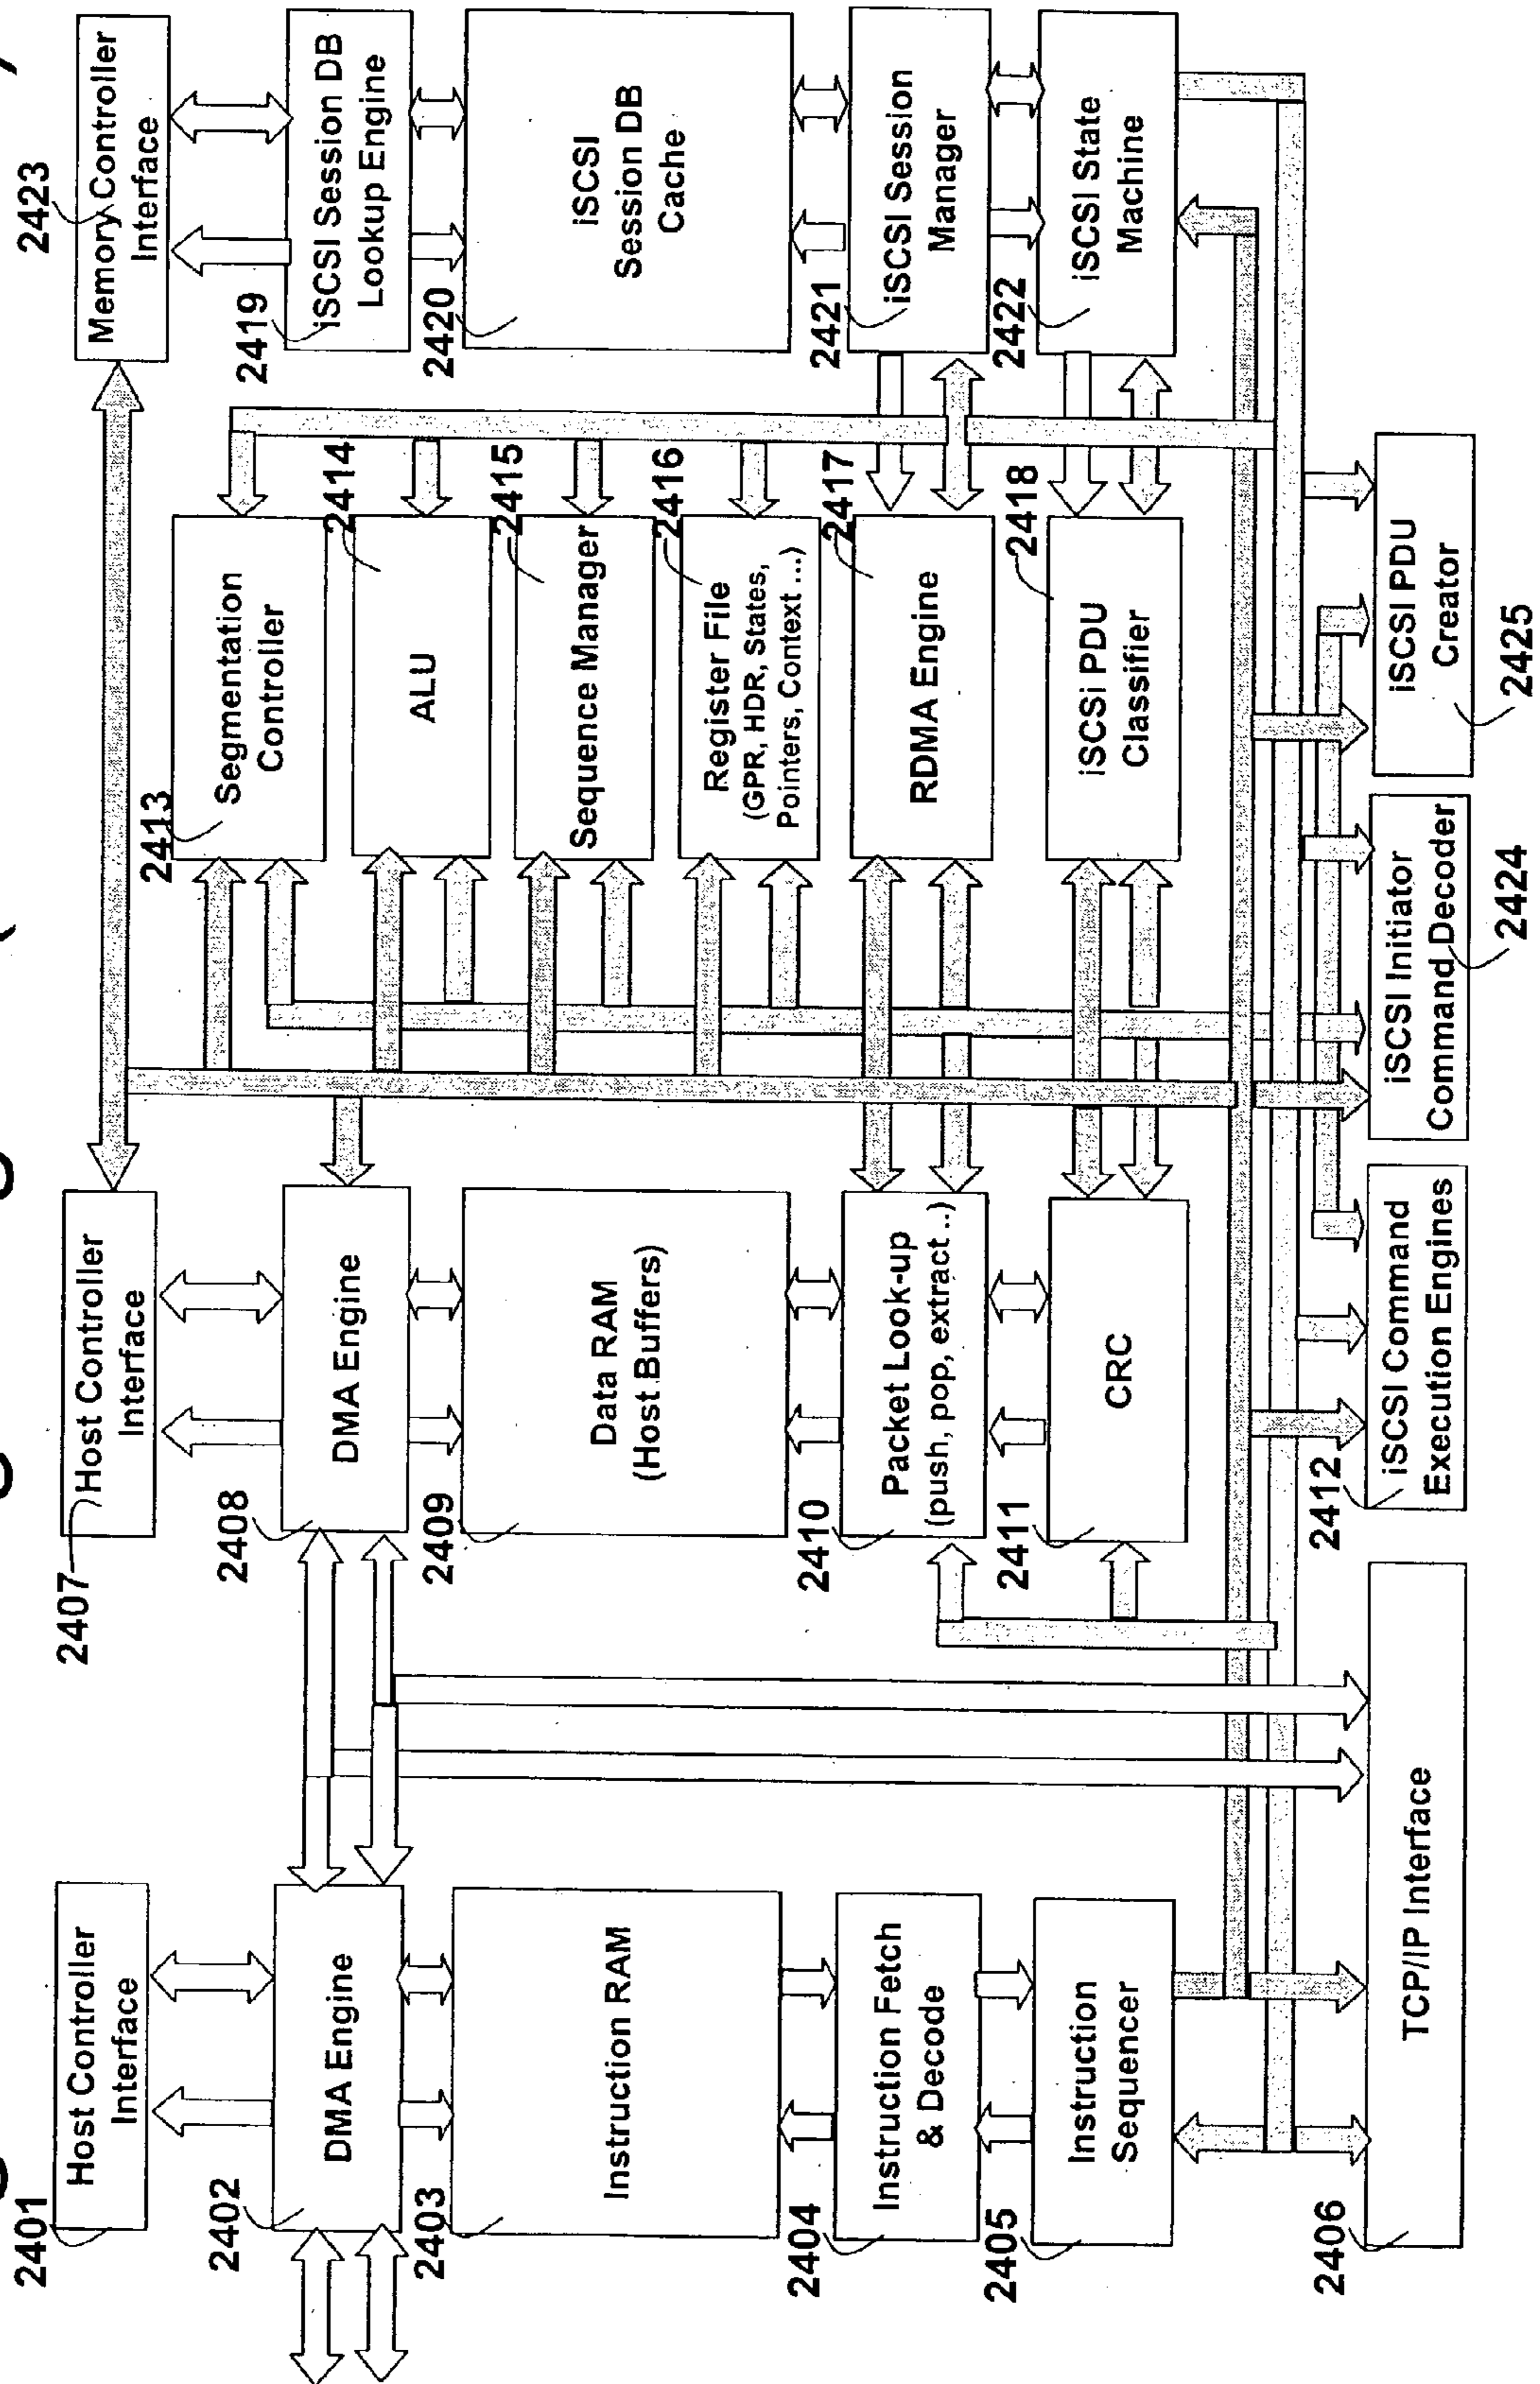 2401
Host Controller
Interface
2402
DMA Engine
2403
Instruction RAM
2404
Instruction Fetch
& Decode
2405
Instruction
Sequencer
2406
TCP/IP Interface
2407
Host Controller
Interface
2408
DMA Engine
2409
Data RAM
(Host Buffers)
2410
Packet Look-up
(push, pop, extract ..)
2411
CRC
2412
iSCSI Command
Execution Engines
2413
Segmentation
Controller
2414
ALU
2415
Sequence Manager
2416
Register File
(GPR, HDR, States,
Pointers, Context ...)
2417
RDMA Engine
2418
iSCSi PDU
Classifier
2423
Memory Controller
Interface
2419
iSCSI Session DB
Lookup Engine
2420
iSCSI
Session DB
Cache
2421
iSCSI Session
Manager
2422
iSCSI State
Machine
iSCSI Initiator
Command Decoder
2424
iSCSI PDU
Creator
2425